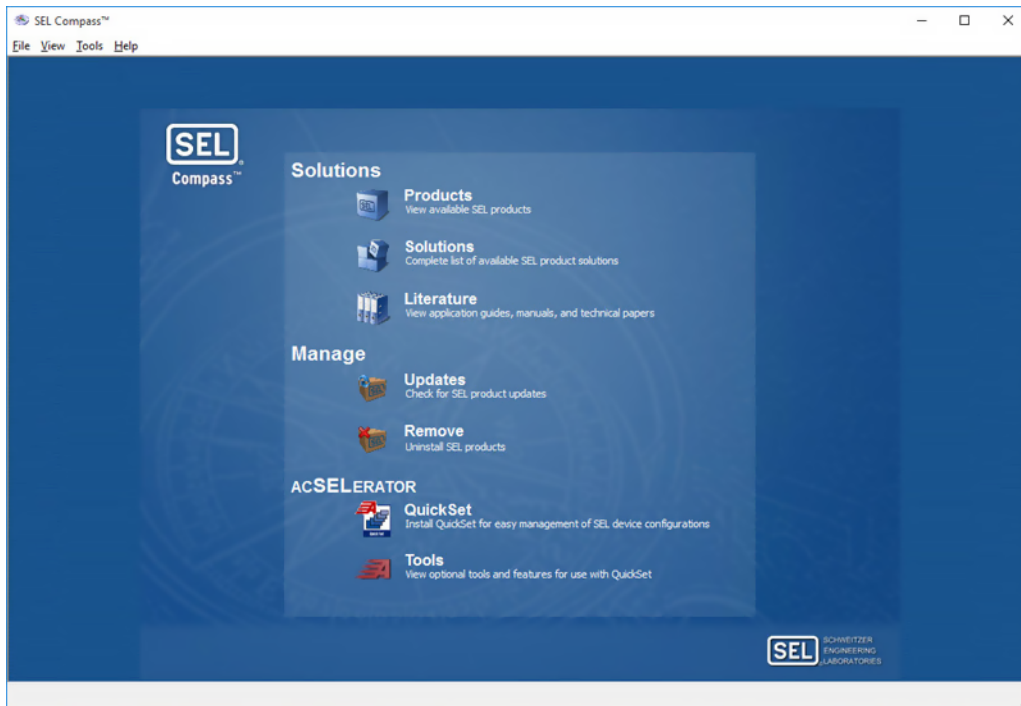 SEL Compass™
File View Tools Help
SEL®
Compass™
Solutions
Products
View available SEL products
Solutions
Complete list of available SEL product solutions
Literature
View application guides, manuals, and technical papers
Manage
Updates
Check for SEL product updates
Remove
Uninstall SEL products
ACSELERATOR
QuickSet
Install QuickSet for easy management of SEL device configurations
Tools
View optional tools and features for use with QuickSet
SEL
SCHWEITZER
ENGINEERING
LABORATORIES